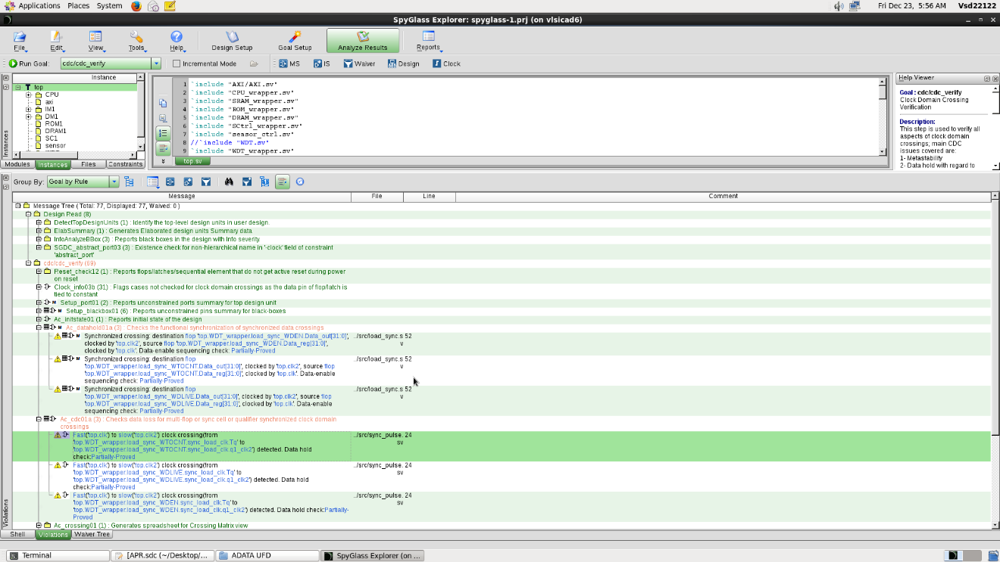 Applications Places System
Fri Dec 23, 5:56 AM Vsd22122
SpyGlass Explorer: spyglass-1.prj (on vlsicad6)
File Edit View Tools Help Design Setup Goal Setup Analyze Results Reports
Run Goal: cdc/cdc_verify Incremental Mode MS IS Waiver Design Clock
Instance
top
CPU
axi
IM1
DM1
ROM1
DRAM1
SC1
sensor
Instances
Modules Instances Files Constraints
1 `include "AXI/AXI.sv"
2 `include "CPU_wrapper.sv"
3 `include "SRAM_wrapper.sv"
4 `include "ROM_wrapper.sv"
5 `include "DRAM_wrapper.sv"
6 `include "SCtrl_wrapper.sv"
7 `include "sensor_ctrl.sv"
8 //`include "WDT.sv"
9 `include "WDT_wrapper.sv"
top.sv
Help Viewer
Goal : cdc/cdc_verify
Clock Domain Crossing
Verification
Description:
This step is used to verify
all aspects of clock domain
crossings; main CDC
issues covered are:
1- Metastability
2- Data hold with regard to
Group By: Goal by Rule
Message File Line Comment
Message Tree ( Total: 77, Displayed: 77, Waived: 0 )
Design Read (8)
DetectTopDesignUnits (1) : Identify the top-level design units in user design.
ElabSummary (1) : Generates Elaborated design units Summary data
InfoAnalyzeBBox (3) : Reports black boxes in the design with Info severity
SGDC_abstract_port03 (3) : Existence check for non-hierarchical name in '-clock' field of constraint
'abstract_port'
cdc/cdc_verify (69)
Reset_check12 (1) : Reports flops/latches/sequential element that do not get active reset during power
on reset
Clock_info03b (31) : Flags cases not checked for clock domain crossings as the data pin of flop/latch is
tied to constant
M Setup_port01 (2) : Reports unconstrained ports summary for top design unit
M Setup_blackbox01 (6) : Reports unconstrained pins summary for black-boxes
Ac_initstate01 (1) : Reports initial state of the design
M Ac_datahold01a (3) : Checks the functional synchronization of synchronized data crossings
M Synchronized crossing: destination flop 'top.WDT_wrapper.load_sync_WDEN.Data_out[31:0]', ../src/load_sync.s 52
clocked by 'top.clk2', source flop 'top.WDT_wrapper.load_sync_WDEN.Data_reg[31:0]', v
clocked by 'top.clk'. Data-enable sequencing check: Partially-Proved
M Synchronized crossing: destination flop ../src/load_sync.s 52
'top.WDT_wrapper.load_sync_WTOCNT.Data_out[31:0]', clocked by 'top.clk2', source flop v
'top.WDT_wrapper.load_sync_WTOCNT.Data_reg[31:0]', clocked by 'top.clk'. Data-enable
sequencing check: Partially-Proved
M Synchronized crossing: destination flop ../src/load_sync.s 52
'top.WDT_wrapper.load_sync_WDLIVE.Data_out[31:0]', clocked by 'top.clk2', source flop v
'top.WDT_wrapper.load_sync_WDLIVE.Data_reg[31:0]', clocked by 'top.clk'. Data-enable
sequencing check: Partially-Proved
Ac_cdc01a (3) : Checks data loss for multi-flop or sync cell or qualifier synchronized clock domain
crossings
Fast('top.clk') to slow('top.clk2') clock crossing(from ../src/sync_pulse. 24
'top.WDT_wrapper.load_sync_WTOCNT.sync_load_clk.Tq' to sv
'top.WDT_wrapper.load_sync_WTOCNT.sync_load_clk.q1_clk2') detected. Data hold
check:Partially-Proved
Fast('top.clk') to slow('top.clk2') clock crossing(from ../src/sync_pulse. 24
'top.WDT_wrapper.load_sync_WDLIVE.sync_load_clk.Tq' to sv
'top.WDT_wrapper.load_sync_WDLIVE.sync_load_clk.q1_clk2') detected. Data hold
check:Partially-Proved
Fast('top.clk') to slow('top.clk2') clock crossing(from ../src/sync_pulse. 24
'top.WDT_wrapper.load_sync_WDEN.sync_load_clk.Tq' to sv
'top.WDT_wrapper.load_sync_WDEN.sync_load_clk.q1_clk2') detected. Data hold check:Partially-
Proved
Ac_crossing01 (1) : Generates spreadsheet for Crossing Matrix view
Violations
Shell Violations Waiver Tree
Terminal [APR.sdc (~/Desktop/... ADATA UFD SpyGlass Explorer (on ...